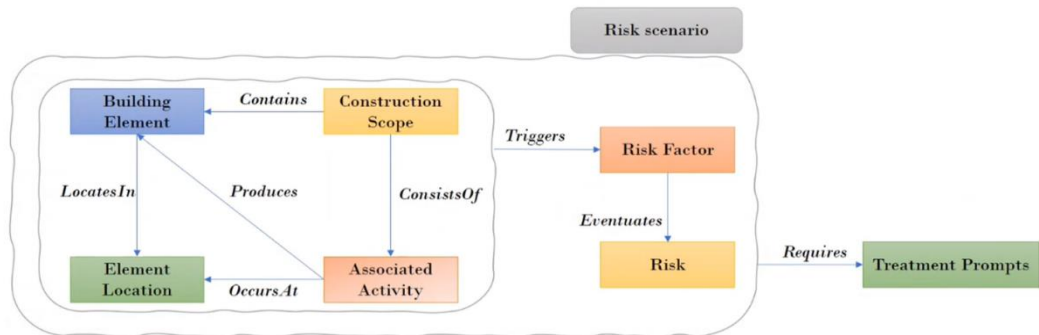 Risk scenario
Building
Element
Contains
Construction
Scope
Triggers
Risk Factor
LocatesIn
Produces
ConsistsOf
Eventuates
Element
Location
OccursAt
Associated
Activity
Risk
Requires
Treatment Prompts